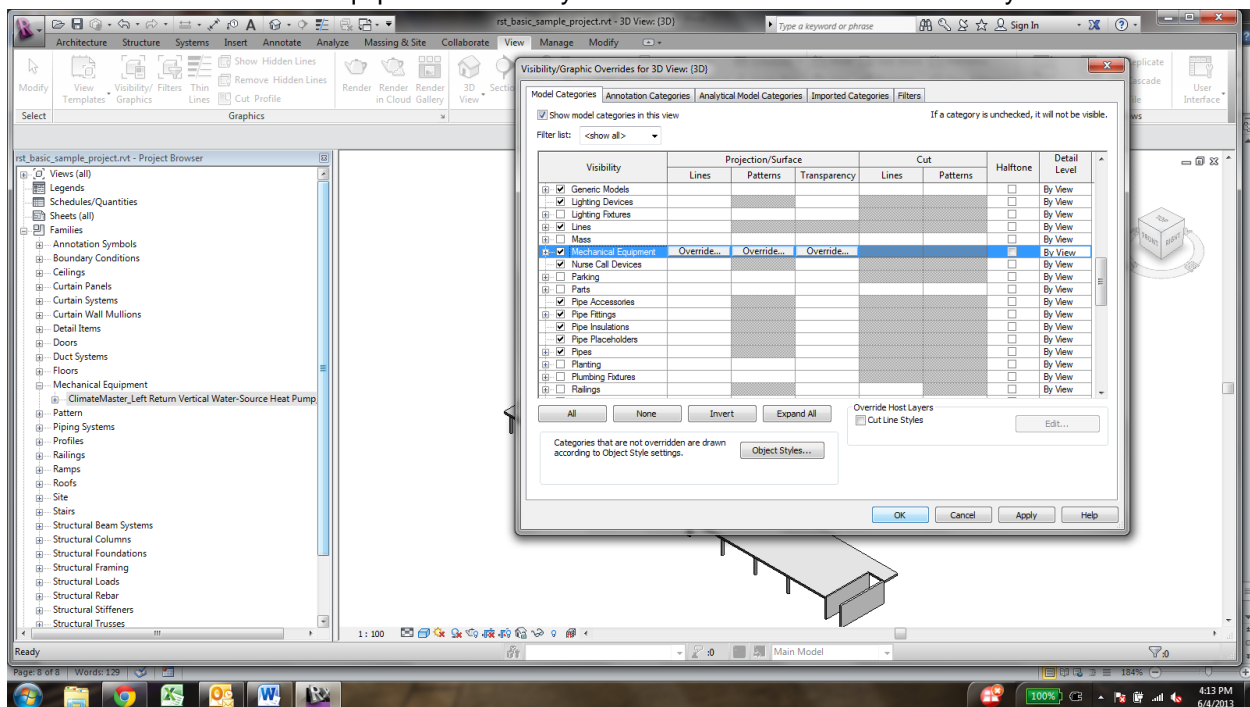 rst_basic_sample_project.rvt - 3D View: {3D}
Type a keyword or phrase
Sign In
Architecture Structure Systems Insert Annotate Analyze Massing & Site Collaborate View Manage Modify
Modify
View Templates
Visibility/ Graphics
Filters
Thin Lines
Show Hidden Lines
Remove Hidden Lines
Cut Profile
Render
Render in Cloud
Render Gallery
3D View
User Interface
Select
Graphics
rst_basic_sample_project.rvt - Project Browser
Views (all)
Legends
Schedules/Quantities
Sheets (all)
Families
Annotation Symbols
Boundary Conditions
Ceilings
Curtain Panels
Curtain Systems
Curtain Wall Mullions
Detail Items
Doors
Duct Systems
Floors
Mechanical Equipment
ClimateMaster_Left Return Vertical Water-Source Heat Pump
Pattern
Piping Systems
Profiles
Railings
Ramps
Roofs
Site
Stairs
Structural Beam Systems
Structural Columns
Structural Foundations
Structural Framing
Structural Loads
Structural Rebar
Structural Stiffeners
Structural Trusses
Visibility/Graphic Overrides for 3D View: {3D}
Model Categories Annotation Categories Analytical Model Categories Imported Categories Filters
Show model categories in this view
If a category is unchecked, it will not be visible.
Filter list: <show all>
Visibility Projection/Surface Cut Halftone Detail Level
Lines Patterns Transparency Lines Patterns
Generic Models By View
Lighting Devices By View
Lighting Fixtures By View
Lines By View
Mass By View
Mechanical Equipment Override... Override... Override... By View
Nurse Call Devices By View
Parking By View
Parts By View
Pipe Accessories By View
Pipe Fittings By View
Pipe Insulations By View
Pipe Placeholders By View
Pipes By View
Planting By View
Plumbing Fixtures By View
Railings By View
All None Invert Expand All
Override Host Layers
Cut Line Styles
Edit...
Categories that are not overridden are drawn
according to Object Style settings.
Object Styles...
OK Cancel Apply Help
TOP
FRONT
RIGHT
1 : 100
Ready
:0
Main Model
:0
Page: 8 of 8 Words: 129
184%
100%
4:13 PM
6/4/2013